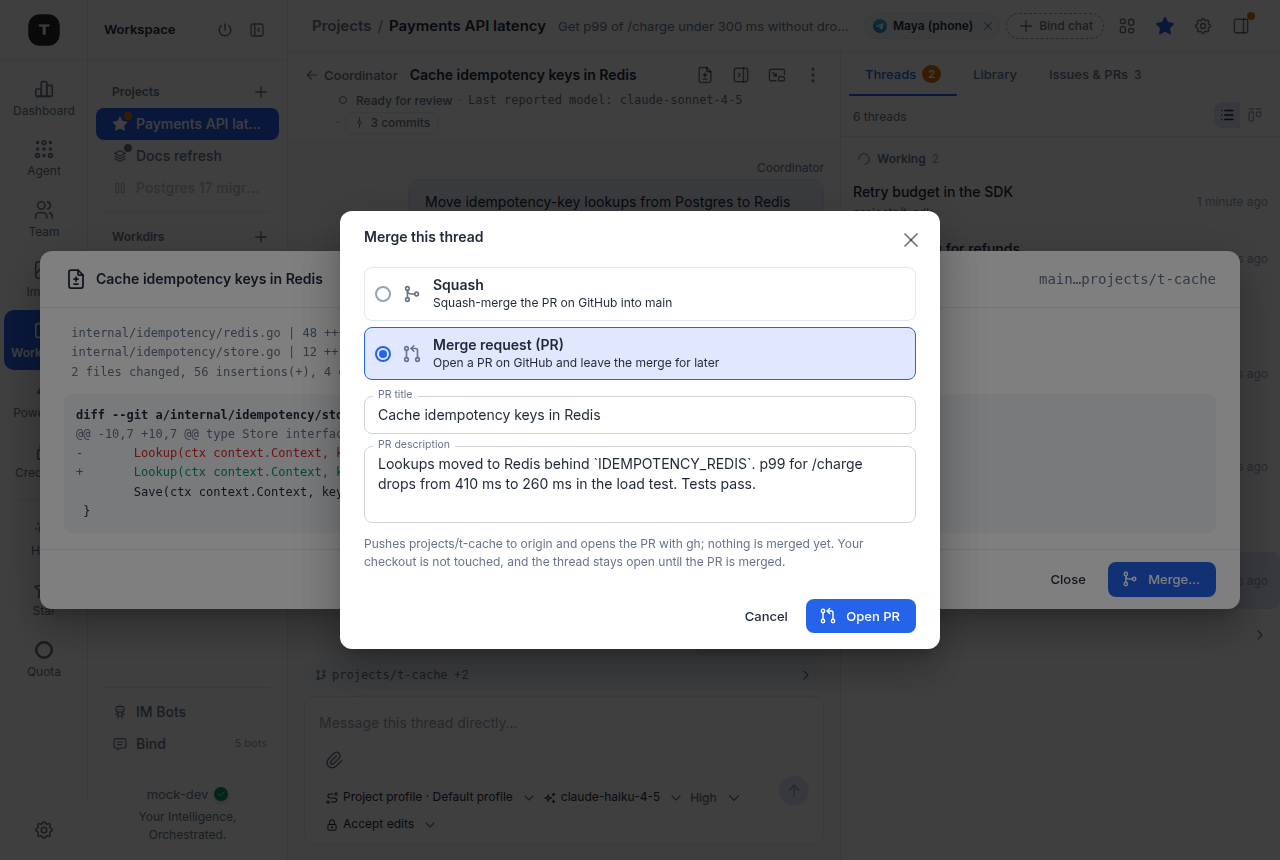 Workspace
Projects / Payments API latency
Get p99 of /charge under 300 ms without dro...
Maya (phone)
Bind chat
Dashboard
Agent
Team
Quota
Projects
Payments API lat...
Docs refresh
Postgres 17 migr...
Workdirs
IM Bots
Bind
5 bots
mock-dev
Your Intelligence,
Orchestrated.
Coordinator
Cache idempotency keys in Redis
Ready for review · Last reported model: claude-sonnet-4-5
· 3 commits
Coordinator
Move idempotency-key lookups from Postgres to Redis
Threads 2
Library
Issues & PRs 3
6 threads
Working 2
Retry budget in the SDK
1 minute ago
for refunds
Cache idempotency keys in Redis
main…projects/t-cache
internal/idempotency/redis.go | 48 ++
internal/idempotency/store.go | 12 ++
2 files changed, 56 insertions(+), 4
diff --git a/internal/idempotency/sto
@@ -10,7 +10,7 @@ type Store interfac
- Lookup(ctx context.Context, k
+ Lookup(ctx context.Context, k
Save(ctx context.Context, key
}
Close
Merge...
Merge this thread
Squash
Squash-merge the PR on GitHub into main
Merge request (PR)
Open a PR on GitHub and leave the merge for later
PR title
Cache idempotency keys in Redis
PR description
Lookups moved to Redis behind `IDEMPOTENCY_REDIS`. p99 for /charge
drops from 410 ms to 260 ms in the load test. Tests pass.
Pushes projects/t-cache to origin and opens the PR with gh; nothing is merged yet. Your
checkout is not touched, and the thread stays open until the PR is merged.
Cancel
Open PR
projects/t-cache +2
Message this thread directly...
Project profile · Default profile
claude-haiku-4-5
High
Accept edits